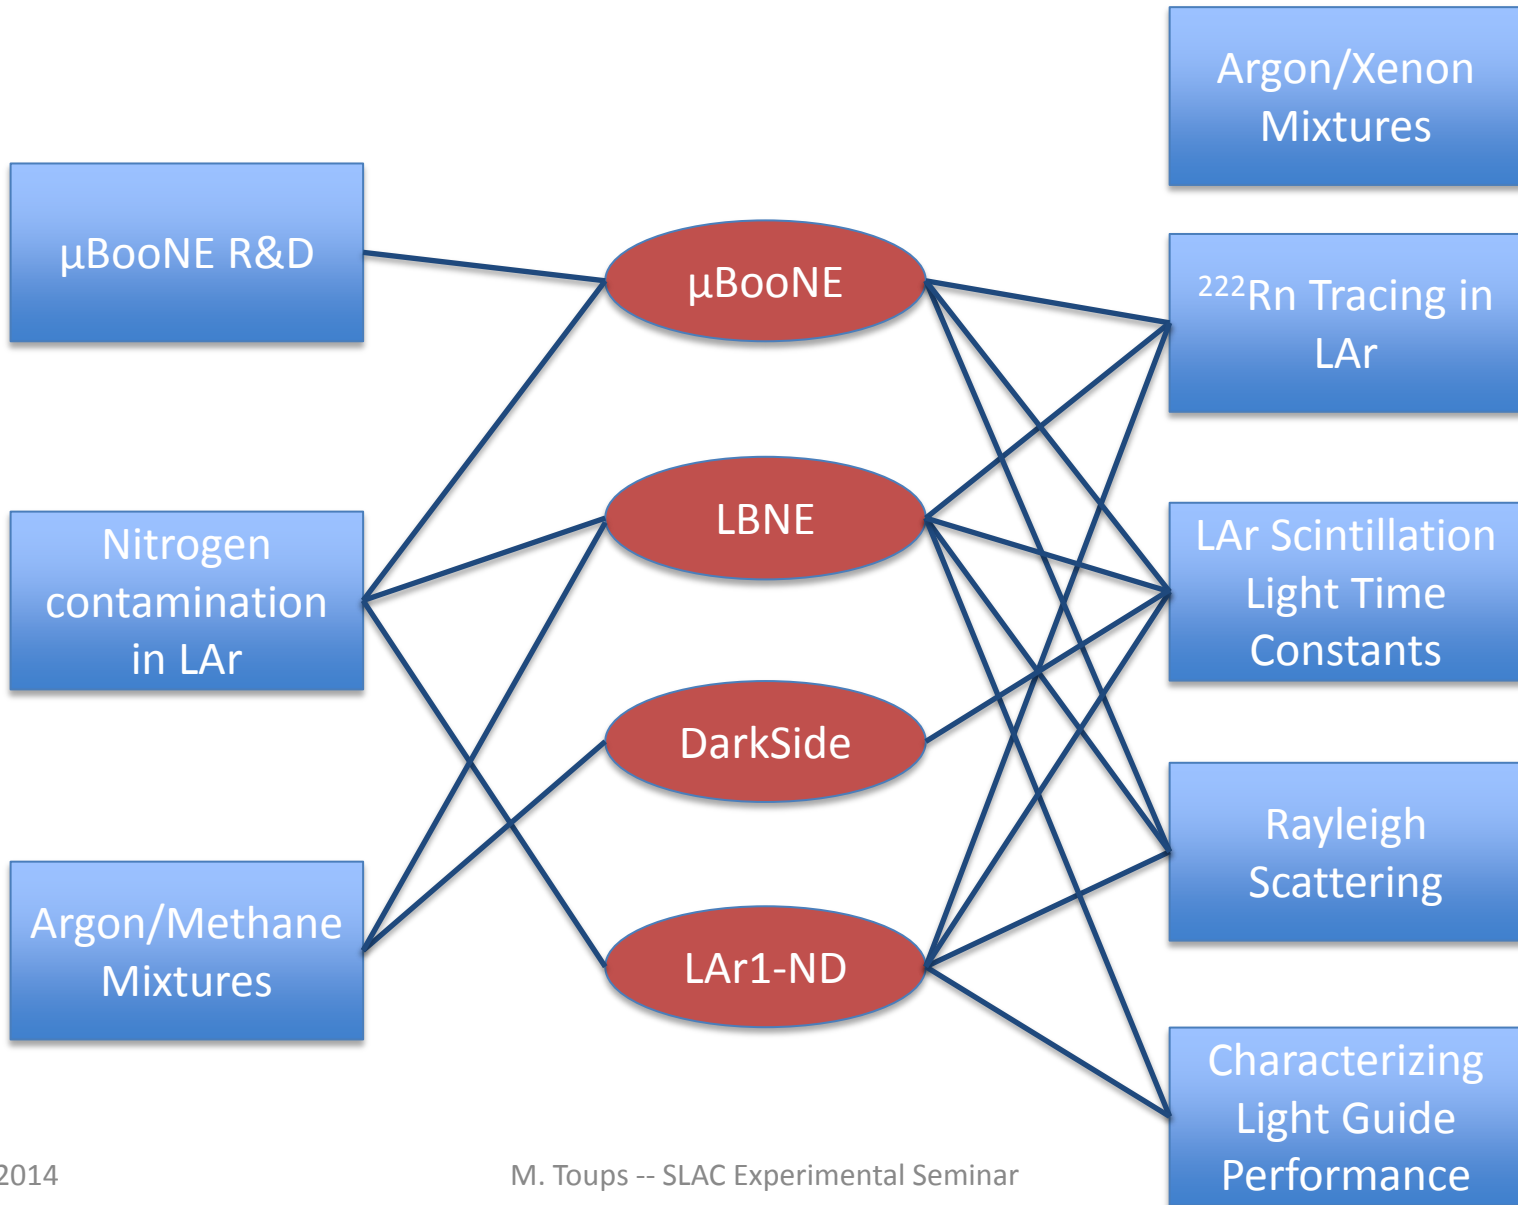 Argon/Xenon
Mixtures
µBooNE R&D
µBooNE
²²²Rn Tracing in
LAr
LBNE
Nitrogen
contamination
in LAr
LAr Scintillation
Light Time
Constants
DarkSide
Rayleigh
Scattering
Argon/Methane
Mixtures
LAr1-ND
Characterizing
Light Guide
Performance
2014
M. Toups -- SLAC Experimental Seminar